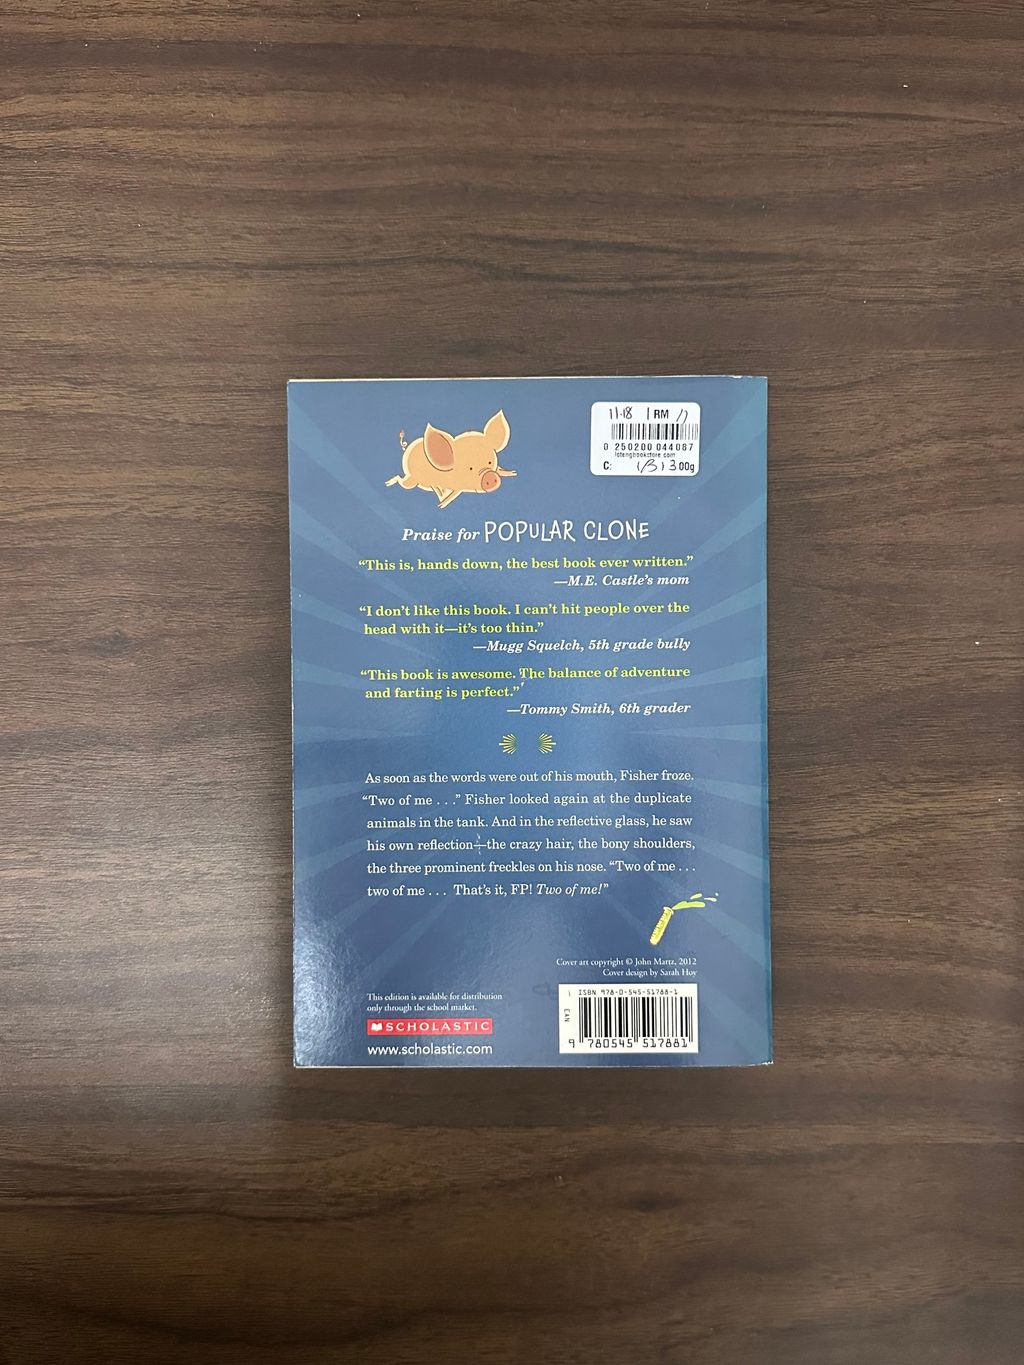 11.18 RM 17
0 250200 044087
lotengbookstore.com
C: 300g
Praise for POPULAR CLONE
“This is, hands down, the best book ever written.”
—M.E. Castle’s mom
“I don’t like this book. I can’t hit people over the
head with it—it’s too thin.”
—Mugg Squelch, 5th grade bully
“This book is awesome. The balance of adventure
and farting is perfect.”
—Tommy Smith, 6th grader
As soon as the words were out of his mouth, Fisher froze.
“Two of me . . .” Fisher looked again at the duplicate
animals in the tank. And in the reflective glass, he saw
his own reflection—the crazy hair, the bony shoulders,
the three prominent freckles on his nose. “Two of me . . .
two of me . . . That’s it, FP! Two of me!”
Cover art copyright © John Martz, 2012
Cover design by Sarah Hoy
This edition is available for distribution
only through the school market.
SCHOLASTIC
www.scholastic.com
ISBN 978-0-545-51788-1
EAN
9 780545 517881